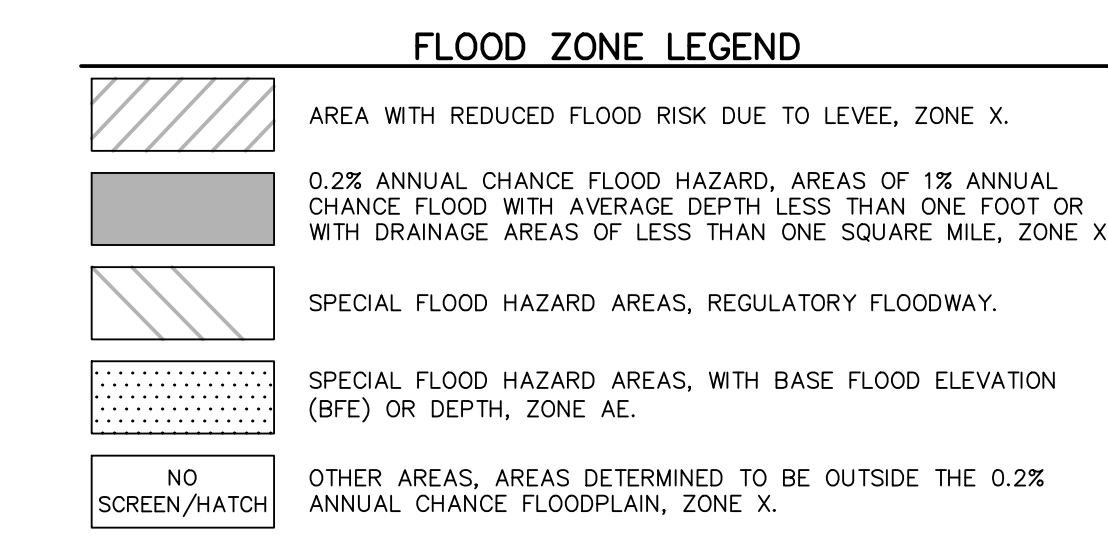 FLOOD ZONE LEGEND
AREA WITH REDUCED FLOOD RISK DUE TO LEVEE, ZONE X.
0.2% ANNUAL CHANCE FLOOD HAZARD, AREAS OF 1% ANNUAL
CHANCE FLOOD WITH AVERAGE DEPTH LESS THAN ONE FOOT OR
WITH DRAINAGE AREAS OF LESS THAN ONE SQUARE MILE, ZONE X
SPECIAL FLOOD HAZARD AREAS, REGULATORY FLOODWAY.
SPECIAL FLOOD HAZARD AREAS, WITH BASE FLOOD ELEVATION
(BFE) OR DEPTH, ZONE AE.
NO
SCREEN/HATCH
OTHER AREAS, AREAS DETERMINED TO BE OUTSIDE THE 0.2%
ANNUAL CHANCE FLOODPLAIN, ZONE X.